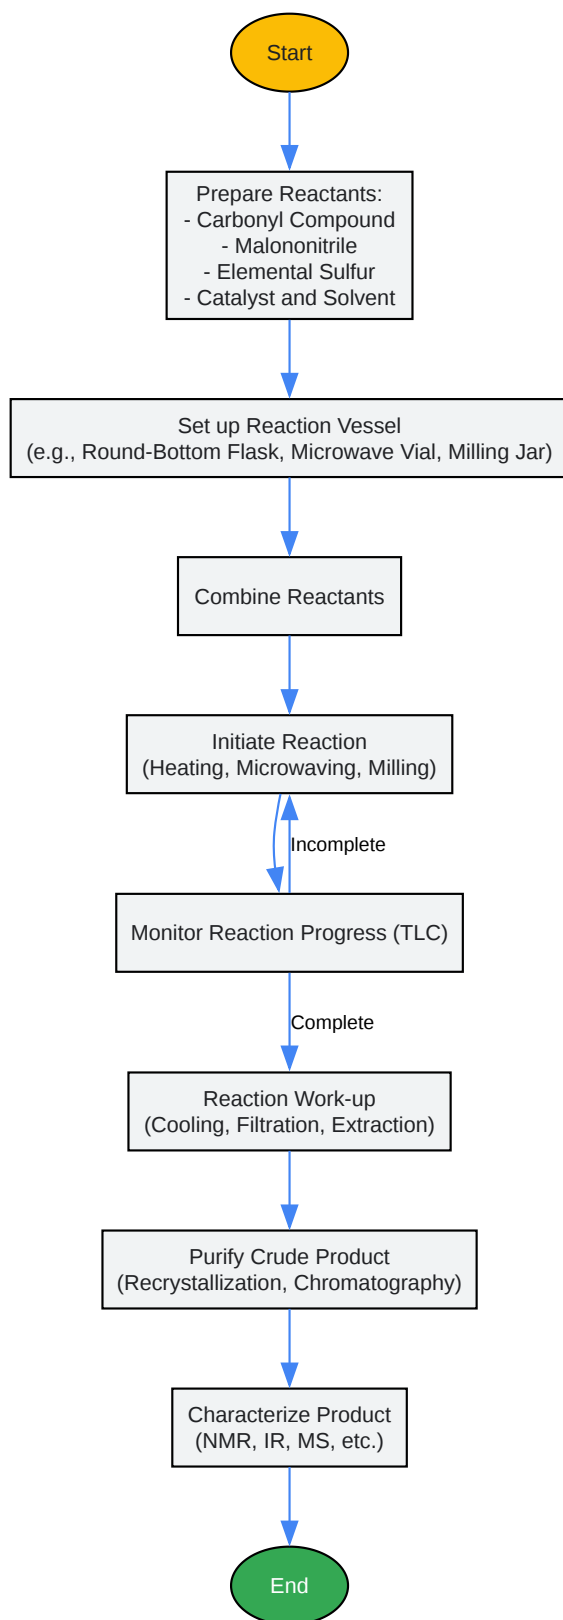 Start
Prepare Reactants:
- Carbonyl Compound
- Malononitrile
- Elemental Sulfur
- Catalyst and Solvent
Set up Reaction Vessel
(e.g., Round-Bottom Flask, Microwave Vial, Milling Jar)
Combine Reactants
Initiate Reaction
(Heating, Microwaving, Milling)
Incomplete
Monitor Reaction Progress (TLC)
Complete
Reaction Work-up
(Cooling, Filtration, Extraction)
Purify Crude Product
(Recrystallization, Chromatography)
Characterize Product
(NMR, IR, MS, etc.)
End